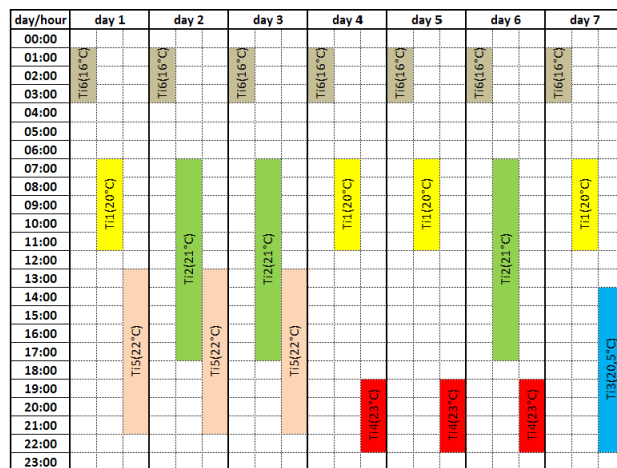 day/hour day 1 day 2 day 3 day 4 day 5 day 6 day 7
00:00
01:00
02:00
03:00
04:00
05:00
06:00
07:00
08:00
09:00
10:00
11:00
12:00
13:00
14:00
15:00
16:00
17:00
18:00
19:00
20:00
21:00
22:00
23:00
Ti6(16°C)
Ti1(20°C)
Ti5(22°C)
Ti6(16°C)
Ti2(21°C)
Ti5(22°C)
Ti6(16°C)
Ti2(21°C)
Ti5(22°C)
Ti6(16°C)
Ti1(20°C)
Ti4(23°C)
Ti6(16°C)
Ti1(20°C)
Ti4(23°C)
Ti6(16°C)
Ti2(21°C)
Ti4(23°C)
Ti6(16°C)
Ti1(20°C)
Ti3(20,5°C)